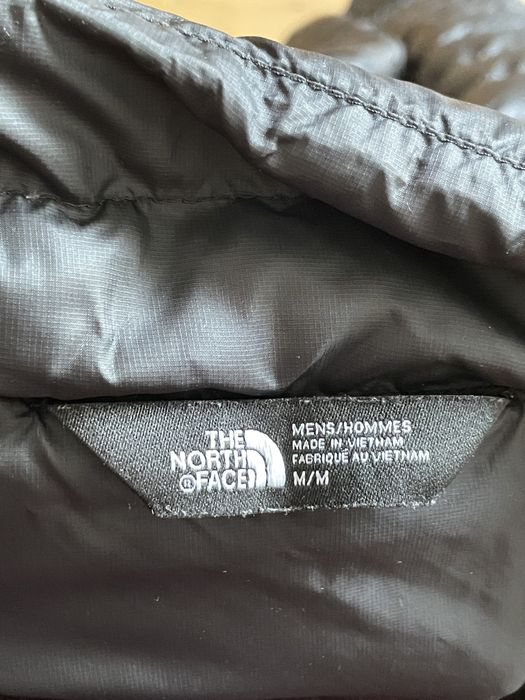 THE
NORTH
®FACE
MENS/HOMMES
MADE IN VIETNAM
FABRIQUÉ AU VIETNAM
M/M